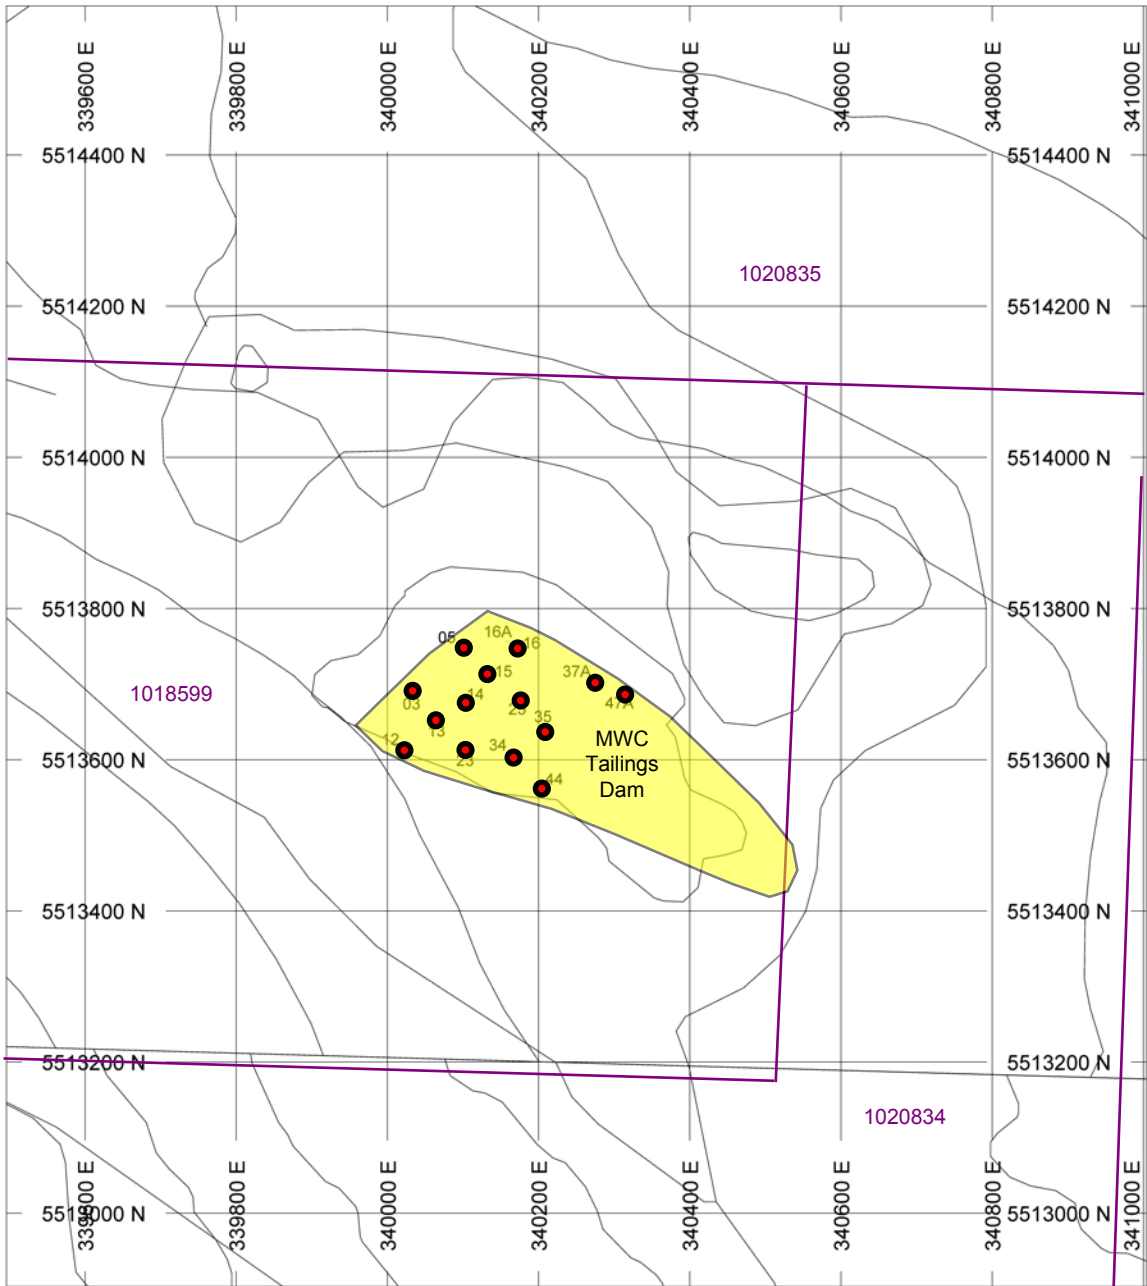 339600 E
339800 E
340000 E
340200 E
340400 E
340600 E
340800 E
341000 E
5514400 N
5514400 N
1020835
5514200 N
5514200 N
5514000 N
5514000 N
5513800 N
5513800 N
16A
05
16
15
37A
1018599
03
14
25
47A
35
13
12
23
34
MWC
Tailings
Dam
44
5513600 N
5513600 N
5513400 N
5513400 N
5513200 N
5513200 N
1020834
5513000 N
5513000 N
339600 E
339800 E
340000 E
340200 E
340400 E
340600 E
340800 E
341000 E